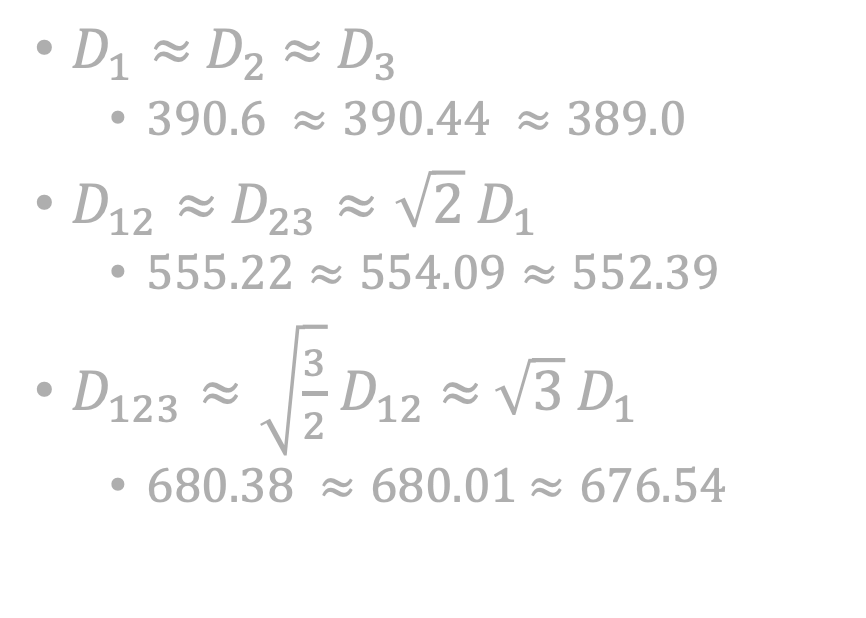 • D₁ ≈ D₂ ≈ D₃
• 390.6 ≈ 390.44 ≈ 389.0
• D₁₂ ≈ D₂₃ ≈ √2 D₁
• 555.22 ≈ 554.09 ≈ 552.39
• D₁₂₃ ≈ √(3/2) D₁₂ ≈ √3 D₁
• 680.38 ≈ 680.01 ≈ 676.54